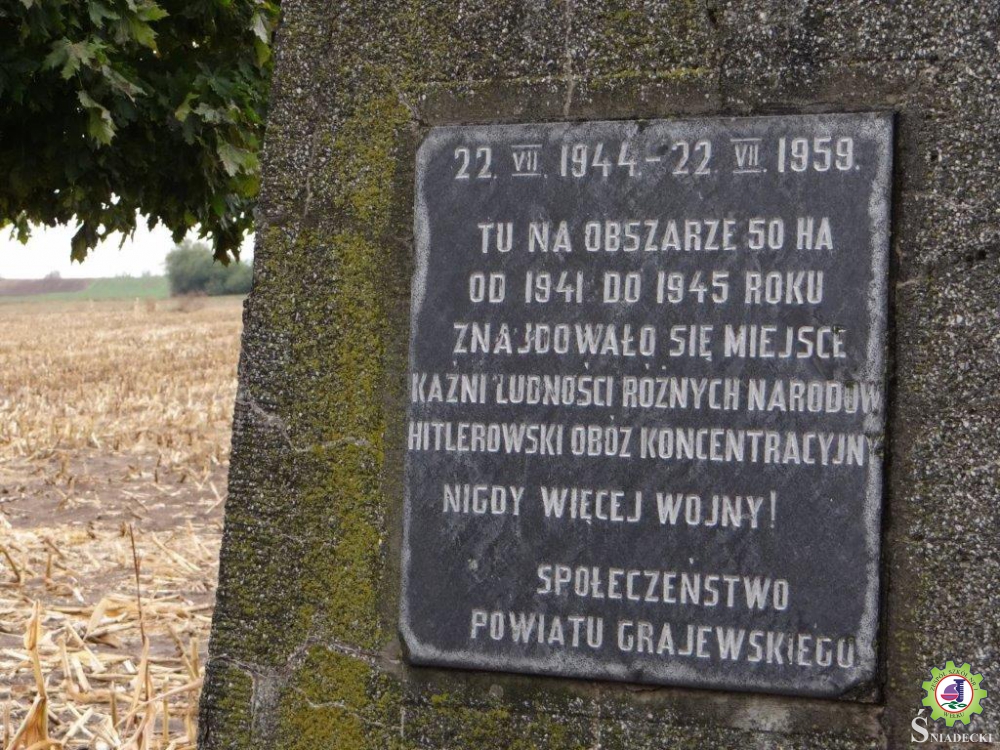 22. VII. 1944 - 22. VII. 1959.
TU NA OBSZARZE 50 HA
OD 1941 DO 1945 ROKU
ZNAJDOWAŁO SIĘ MIEJSCE
KAŹNI LUDNOŚCI RÓŻNYCH NARODÓW
HITLEROWSKI OBÓZ KONCENTRACYJNY
NIGDY WIĘCEJ WOJNY!
SPOŁECZEŃSTWO
POWIATU GRAJEWSKIEGO
ŚNIADECKI